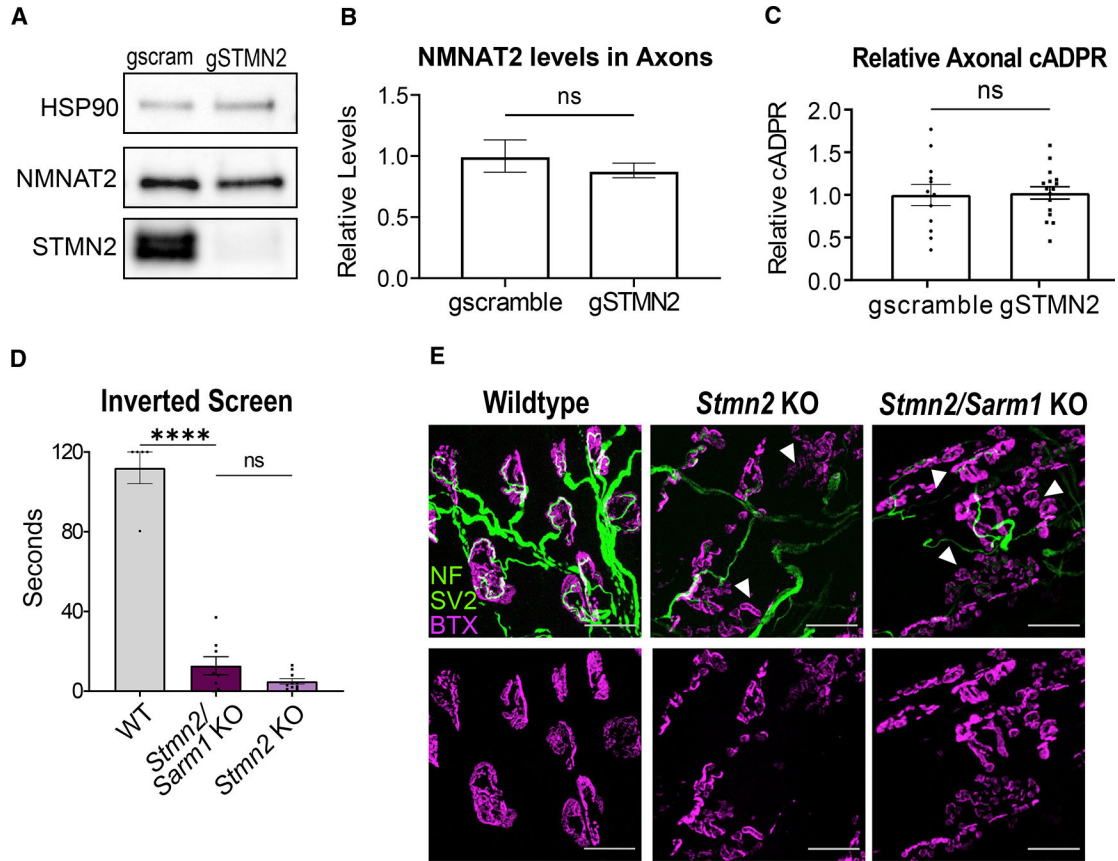 A
gscram gSTMN2
HSP90
NMNAT2
STMN2
B
NMNAT2 levels in Axons
ns
Relative Levels
1.5
1.0
0.5
0.0
gscramble
gSTMN2
C
Relative Axonal cADPR
ns
Relative cADPR
2.0
1.5
1.0
0.5
0.0
gscramble
gSTMN2
D
Inverted Screen
****
ns
Seconds
120
80
40
0
WT
Stmn2/
Sarm1 KO
Stmn2 KO
E
Wildtype
Stmn2 KO
Stmn2/Sarm1 KO
NF
SV2
BTX